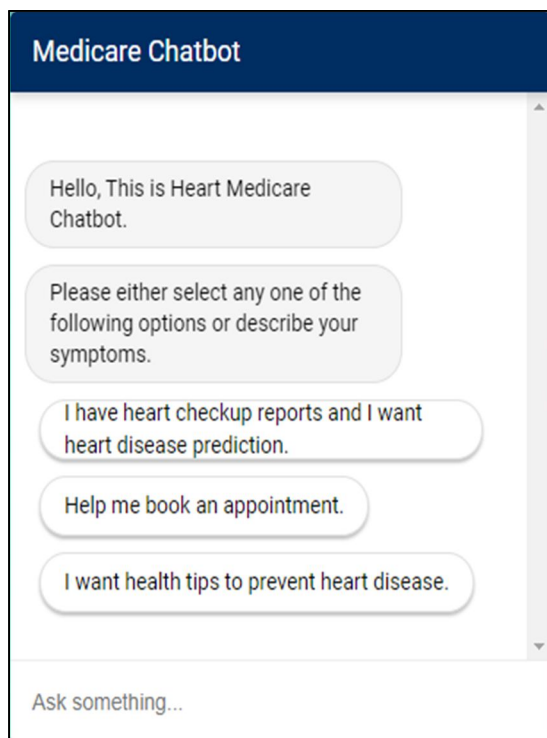 Medicare Chatbot
Hello, This is Heart Medicare
Chatbot.
Please either select any one of the
following options or describe your
symptoms.
I have heart checkup reports and I want
heart disease prediction.
Help me book an appointment.
I want health tips to prevent heart disease.
Ask something...